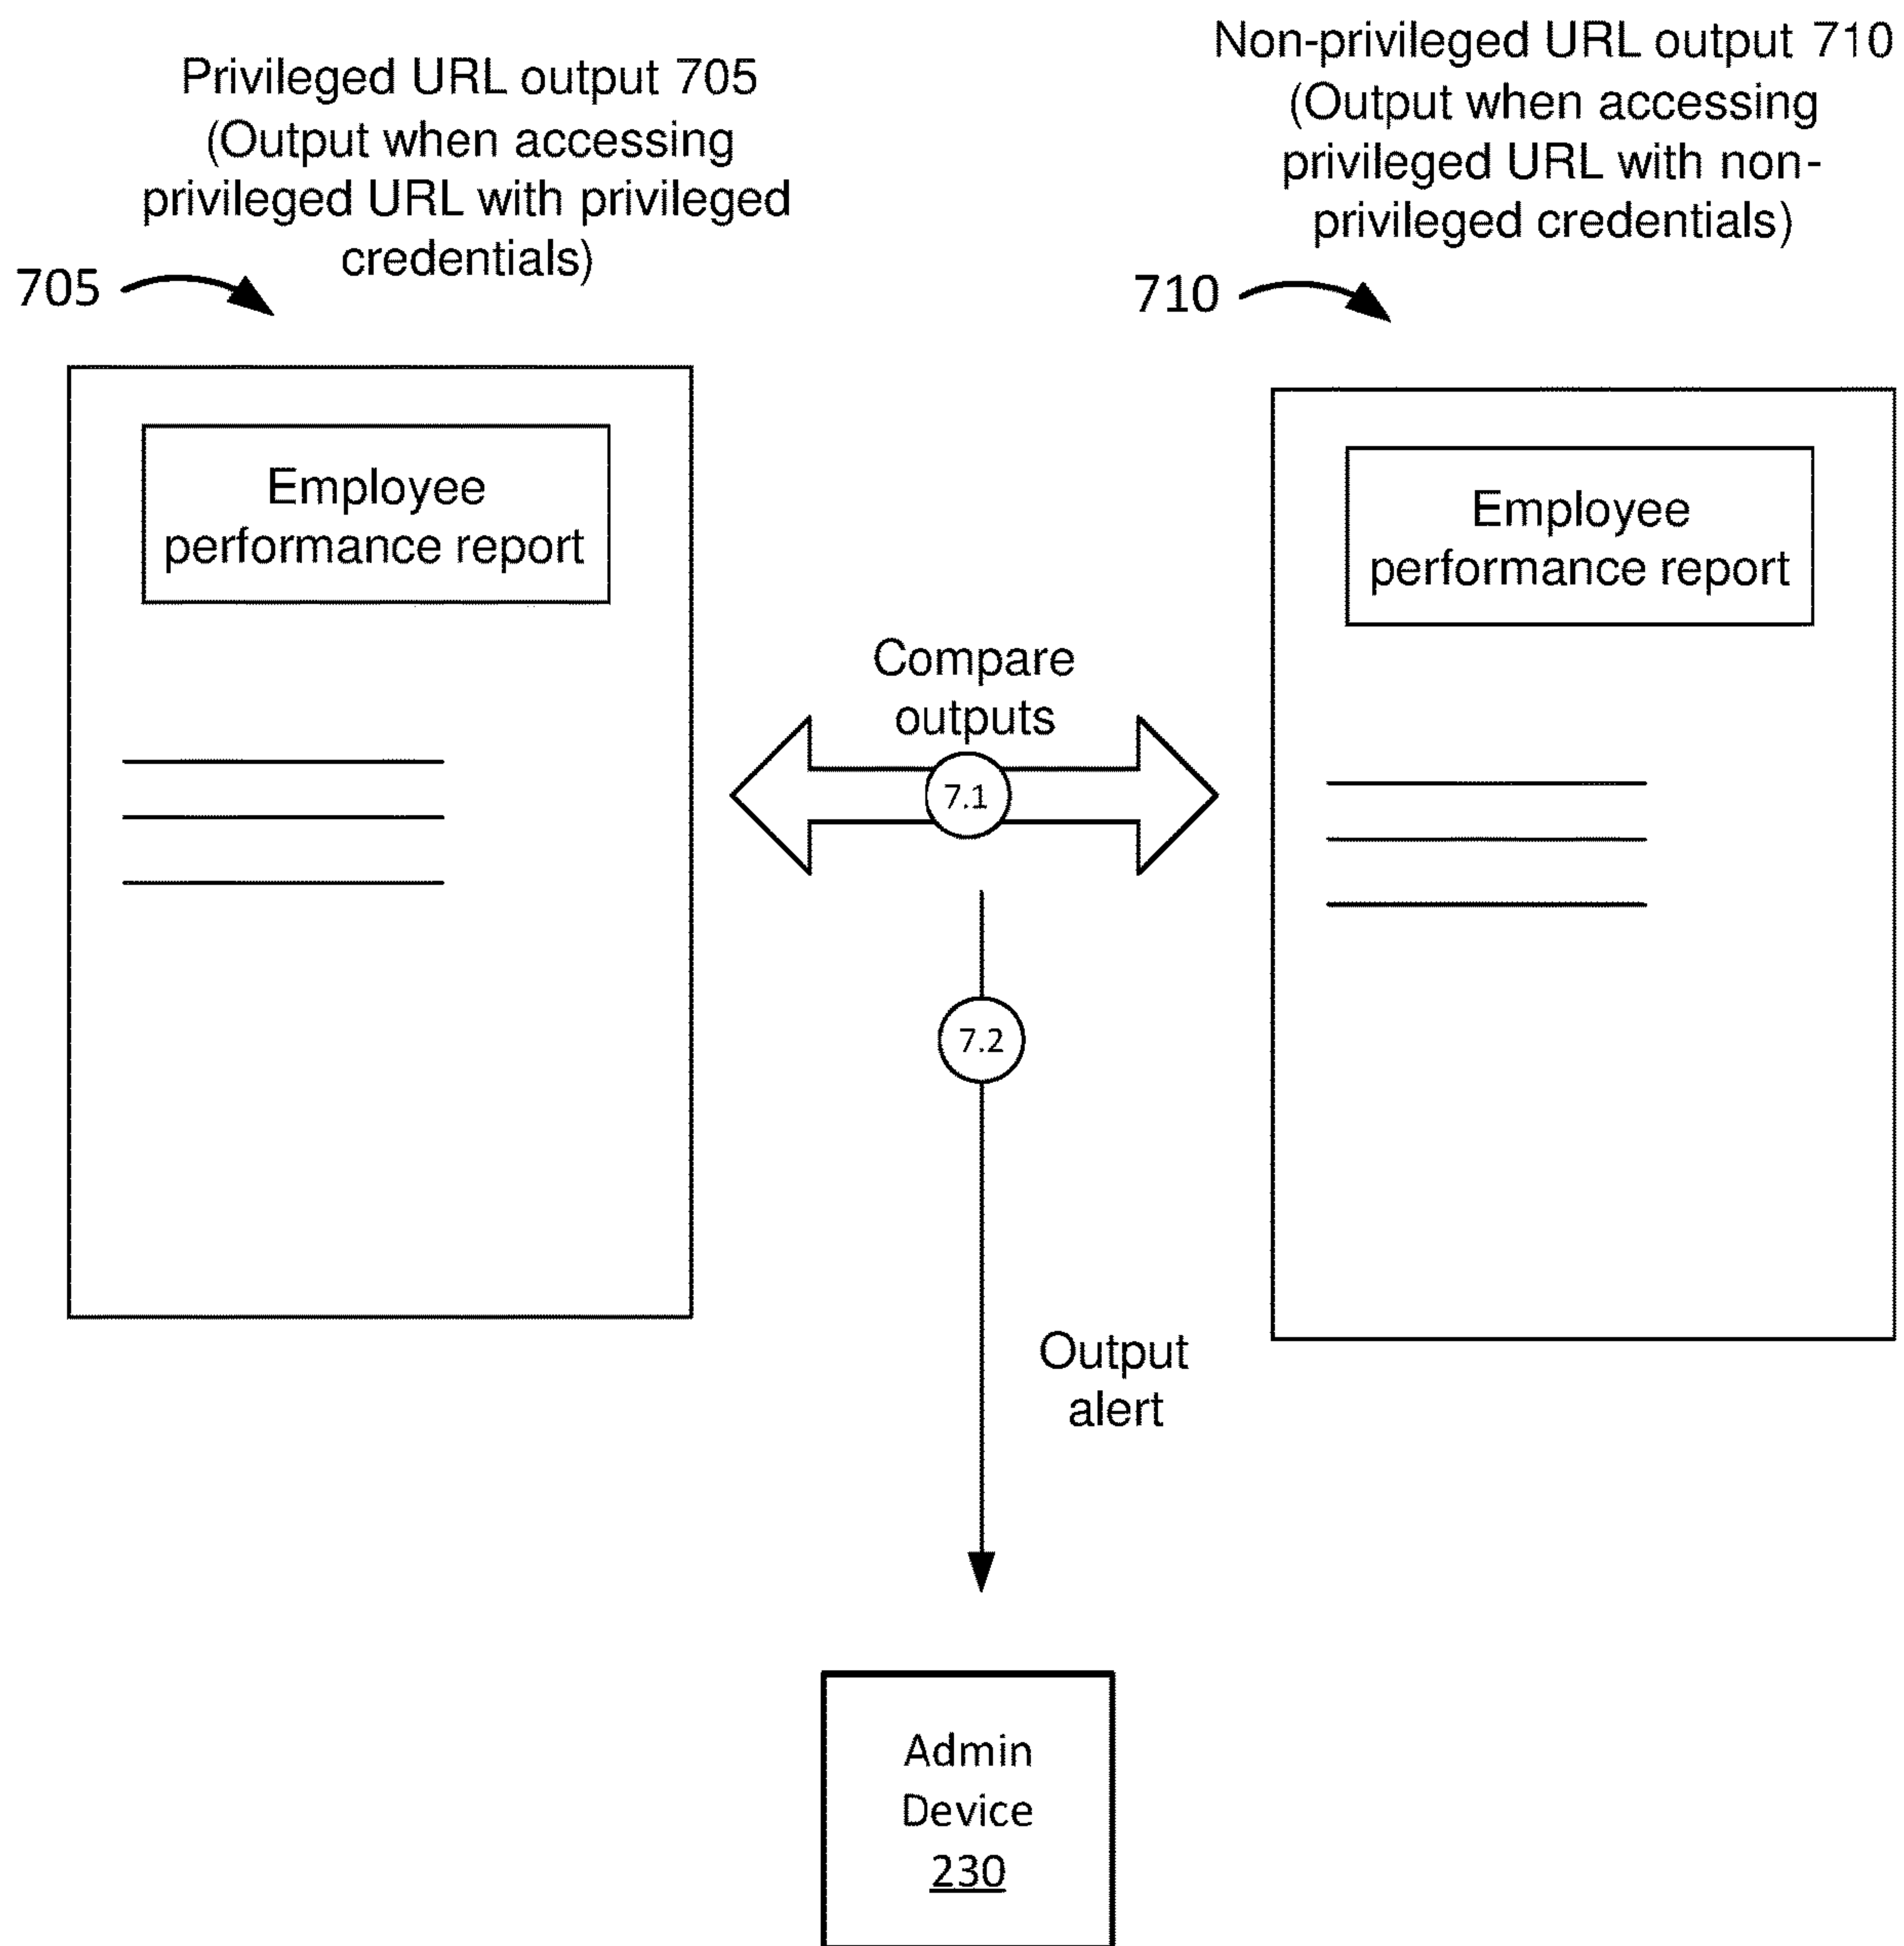 Privileged URL output 705
(Output when accessing
privileged URL with privileged
credentials)
705
Non-privileged URL output 710
(Output when accessing
privileged URL with non-
privileged credentials)
710
Employee
performance report
Employee
performance report
Compare
outputs
7.1
7.2
Output
alert
Admin
Device
230